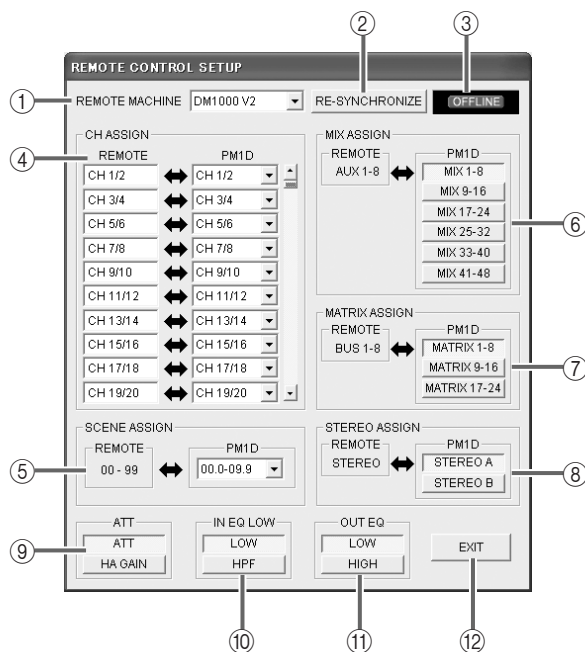 ② ③
REMOTE CONTROL SETUP
① REMOTE MACHINE DM1000 V2 RE-SYNCHRONIZE OFFLINE
CH ASSIGN
④ REMOTE PM1D
CH 1/2 CH 1/2
CH 3/4 CH 3/4
CH 5/6 CH 5/6
CH 7/8 CH 7/8
CH 9/10 CH 9/10
CH 11/12 CH 11/12
CH 13/14 CH 13/14
CH 15/16 CH 15/16
CH 17/18 CH 17/18
CH 19/20 CH 19/20
MIX ASSIGN
REMOTE PM1D
AUX 1-8 MIX 1-8
MIX 9-16
MIX 17-24 ⑥
MIX 25-32
MIX 33-40
MIX 41-48
MATRIX ASSIGN
REMOTE PM1D
BUS 1-8 MATRIX 1-8
MATRIX 9-16 ⑦
MATRIX 17-24
SCENE ASSIGN
REMOTE PM1D
⑤ 00 - 99 00.0-09.9
STEREO ASSIGN
REMOTE PM1D
STEREO STEREO A ⑧
STEREO B
ATT IN EQ LOW OUT EQ
⑨ ATT LOW LOW EXIT
HA GAIN HPF HIGH
⑩ ⑪ ⑫